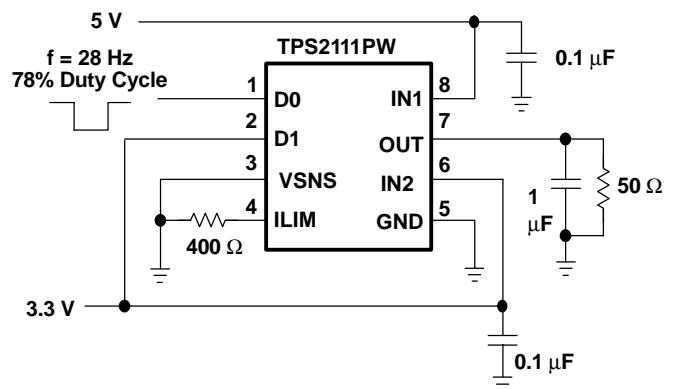 5 V
TPS2111PW
0.1 μF
f = 28 Hz
78% Duty Cycle
1
D0
IN1
8
2
D1
OUT
7
3
VSNS
IN2
6
4
ILIM
GND
5
400 Ω
1
μF
50 Ω
3.3 V
0.1 μF